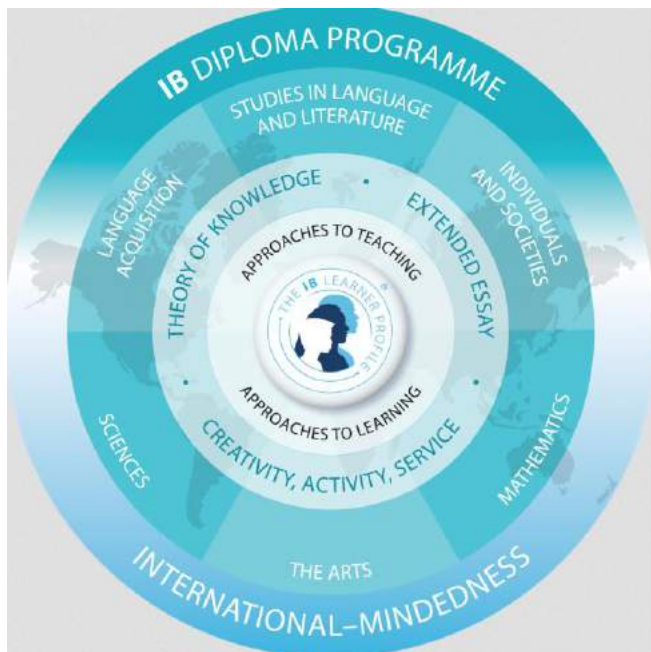 IB DIPLOMA PROGRAMME
STUDIES IN LANGUAGE
AND LITERATURE
LANGUAGE
ACQUISITION
INDIVIDUALS
AND SOCIETIES
THEORY OF KNOWLEDGE
·
EXTENDED ESSAY
·
APPROACHES TO TEACHING
THE IB LEARNER PROFILE
®
APPROACHES TO LEARNING
·
CREATIVITY, ACTIVITY, SERVICE
SCIENCES
MATHEMATICS
THE ARTS
INTERNATIONAL–MINDEDNESS